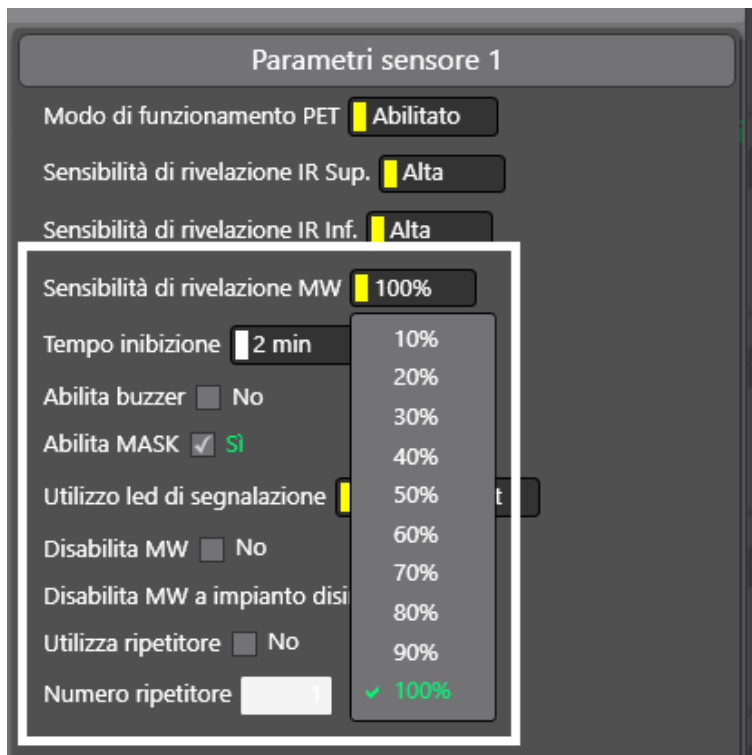 Parametri sensore 1
Modo di funzionamento PET Abilitato
Sensibilità di rivelazione IR Sup. Alta
Sensibilità di rivelazione IR Inf. Alta
Sensibilità di rivelazione MW 100%
Tempo inibizione 2 min
Abilita buzzer No
Abilita MASK Sì
Utilizzo led di segnalazione
Disabilita MW No
Disabilita MW a impianto
Utilizza ripetitore No
Numero ripetitore 1
10%
20%
30%
40%
50%
60%
70%
80%
90%
100%